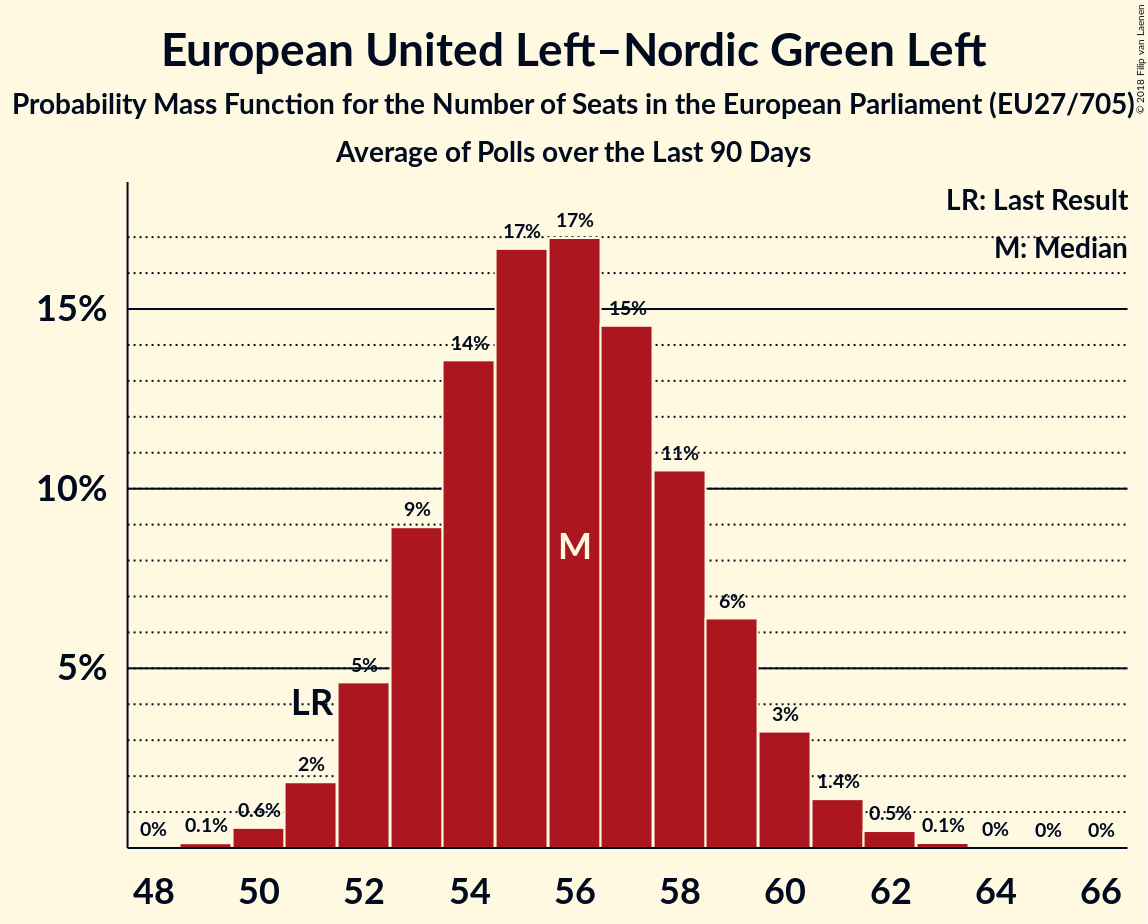 European United Left–Nordic Green Left
Probability Mass Function for the Number of Seats in the European Parliament (EU27/705)
Average of Polls over the Last 90 Days
© 2018 Filip van Laenen
LR: Last Result
M: Median
15%
10%
5%
0%
0.1%
0.6%
2%
5%
9%
14%
17%
17%
15%
11%
6%
3%
1.4%
0.5%
0.1%
0%
0%
0%
LR
M
48 50 52 54 56 58 60 62 64 66